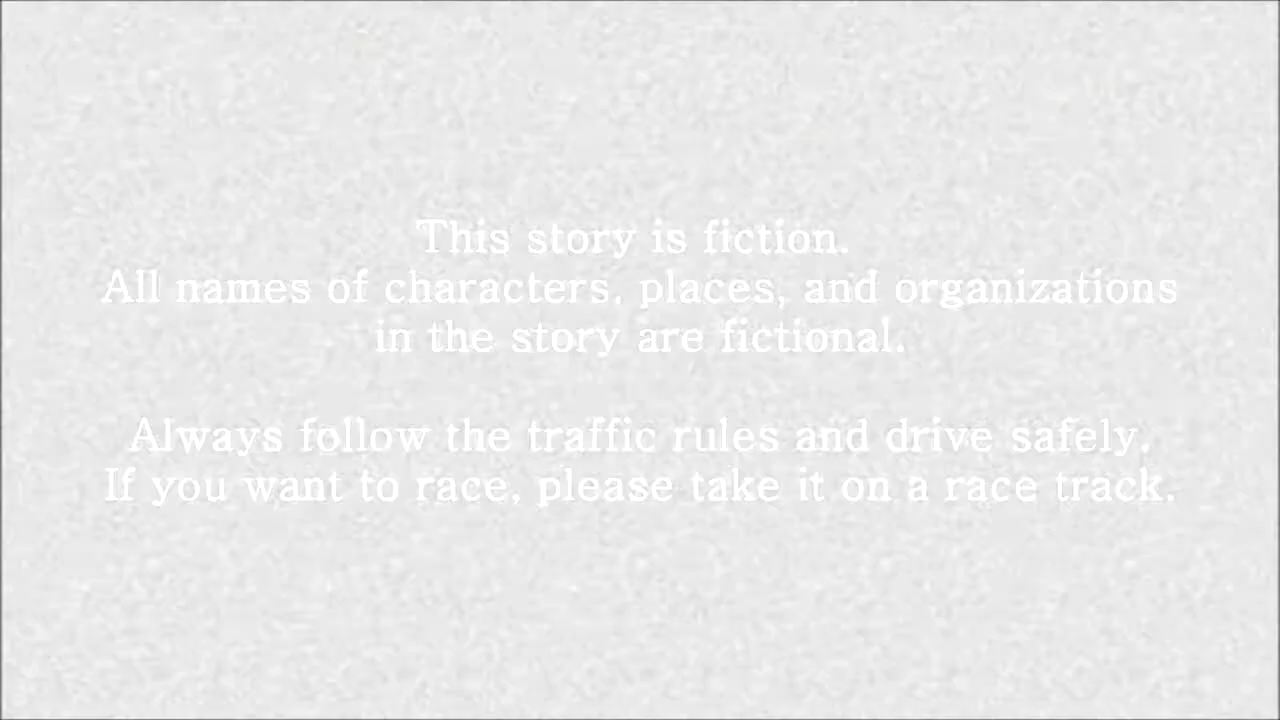 This story is fiction.
All names of characters, places, and organizations
in the story are fictional.
Always follow the traffic rules and drive safely.
If you want to race, please take it on a race track.